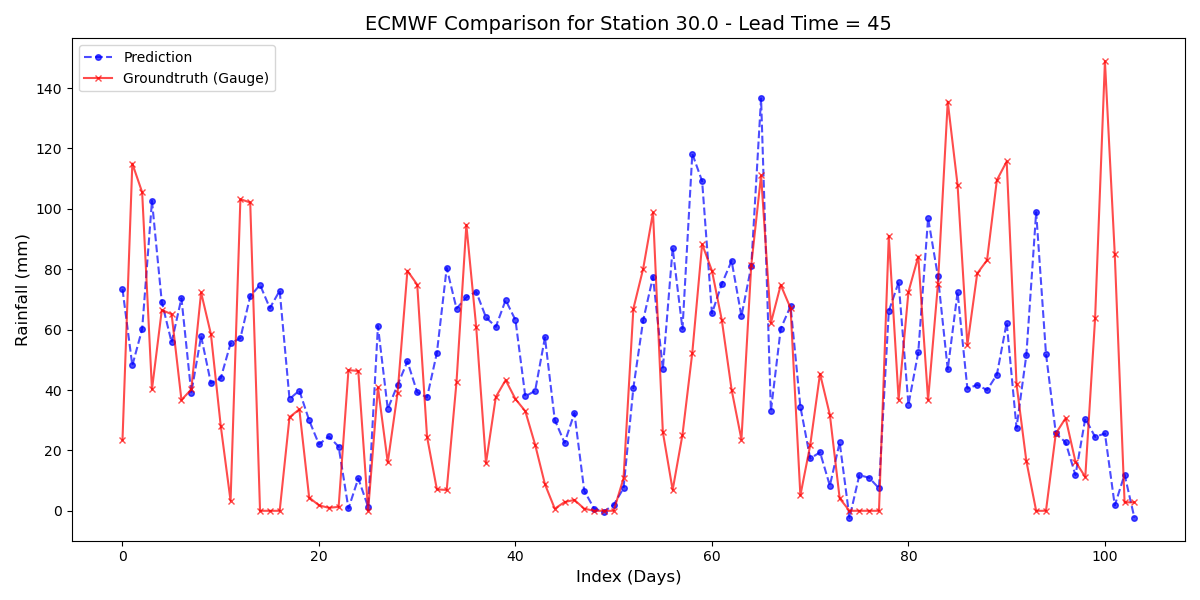 ECMWF Comparison for Station 30.0 - Lead Time = 45
Prediction
Groundtruth (Gauge)
Rainfall (mm)
140
120
100
80
60
40
20
0
0
20
40
60
80
100
Index (Days)